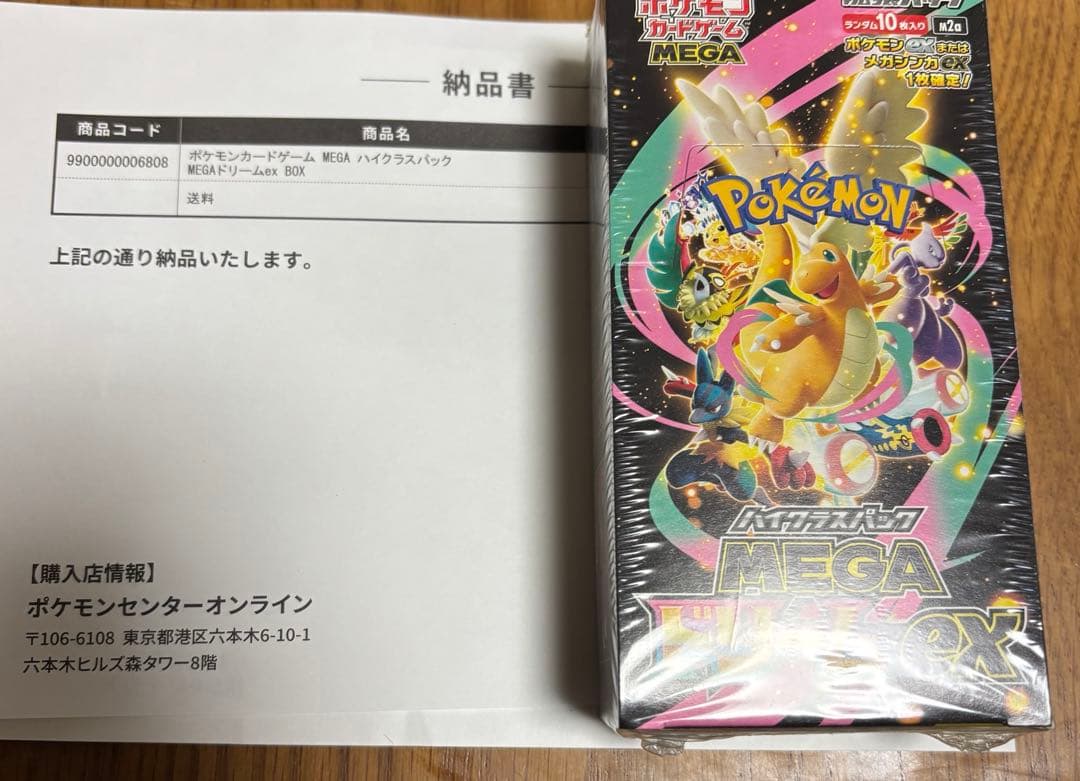 納品書
商品コード
商品名
9900000006808
ポケモンカードゲーム MEGA ハイクラスパック
MEGAドリームex BOX
送料
上記の通り納品いたします。
【購入店情報】
ポケモンセンターオンライン
〒106-6108 東京都港区六本木6-10-1
六本木ヒルズ森タワー8階
ポケモン
カードゲーム
MEGA
ランダム10枚入り
M2a
ポケモンexまたは
メガシンカex
1枚確定!
POKéMON
ハイクラスパック
MEGA
ドリームex